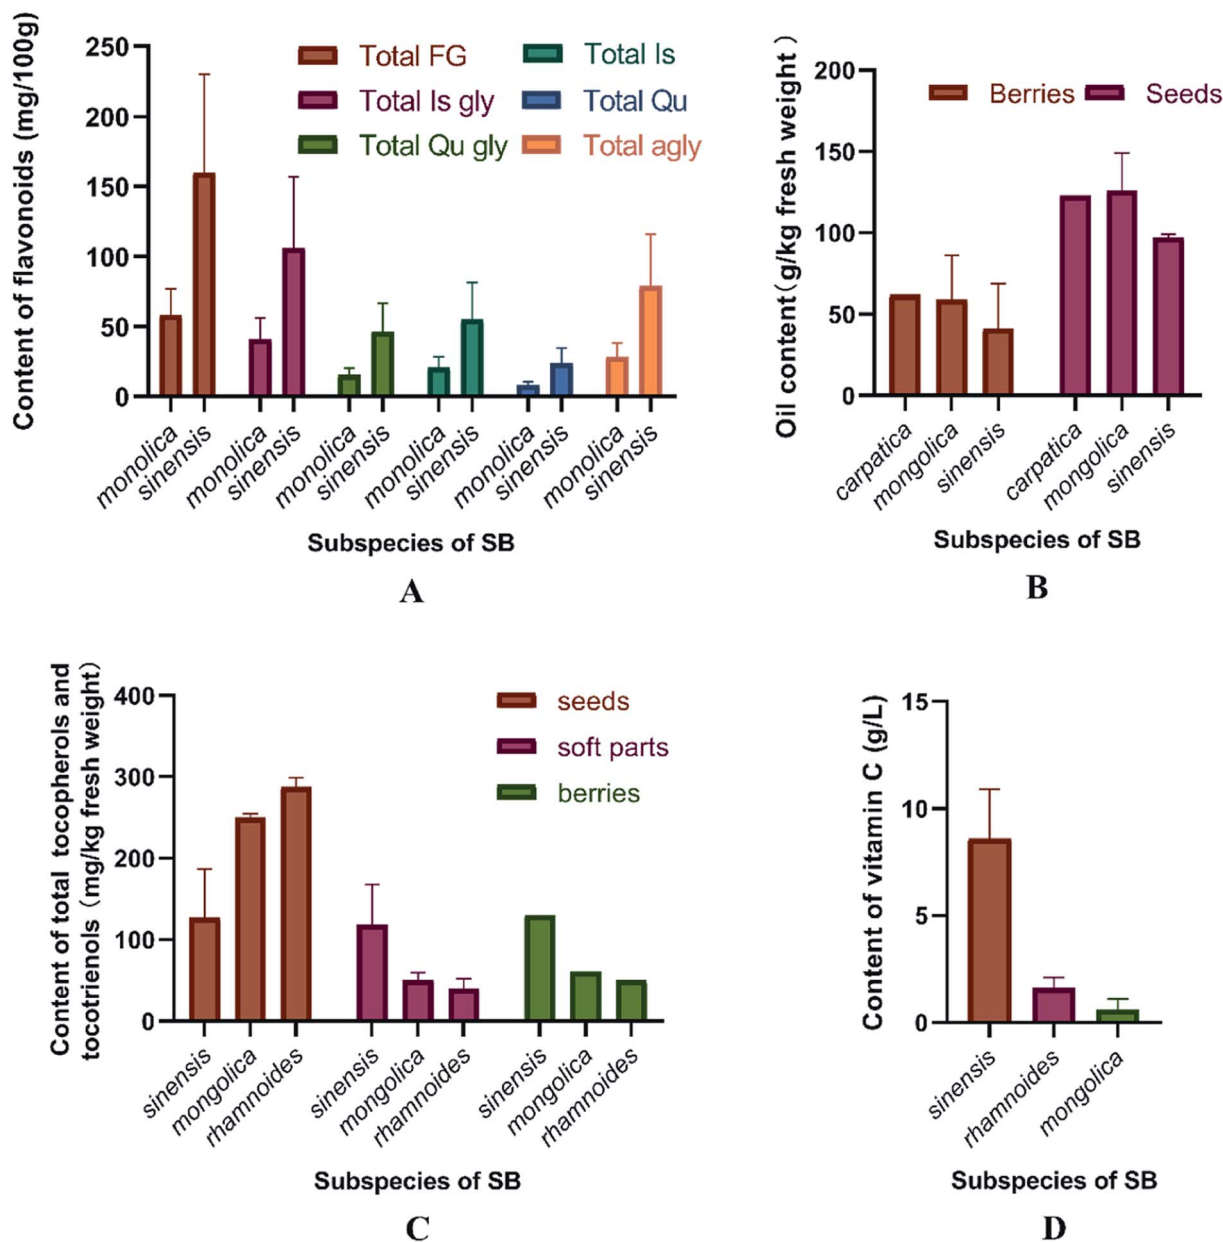 Content of flavonoids (mg/100g)
250
200
150
100
50
0
Total FG
Total Is
Total Is gly
Total Qu
Total Qu gly
Total agly
monolica
sinensis
monolica
sinensis
monolica
sinensis
monolica
sinensis
monolica
sinensis
monolica
sinensis
Subspecies of SB
A
Oil content(g/kg fresh weight )
200
150
100
50
0
Berries
Seeds
carpatica
mongolica
sinensis
carpatica
mongolica
sinensis
Subspecies of SB
B
Content of total tocopherols and
tocotrienols (mg/kg fresh weight)
400
300
200
100
0
seeds
soft parts
berries
sinensis
mongolica
rhamnoides
sinensis
mongolica
rhamnoides
sinensis
mongolica
rhamnoides
Subspecies of SB
C
Content of vitamin C (g/L)
15
10
5
0
sinensis
rhamnoides
mongolica
Subspecies of SB
D